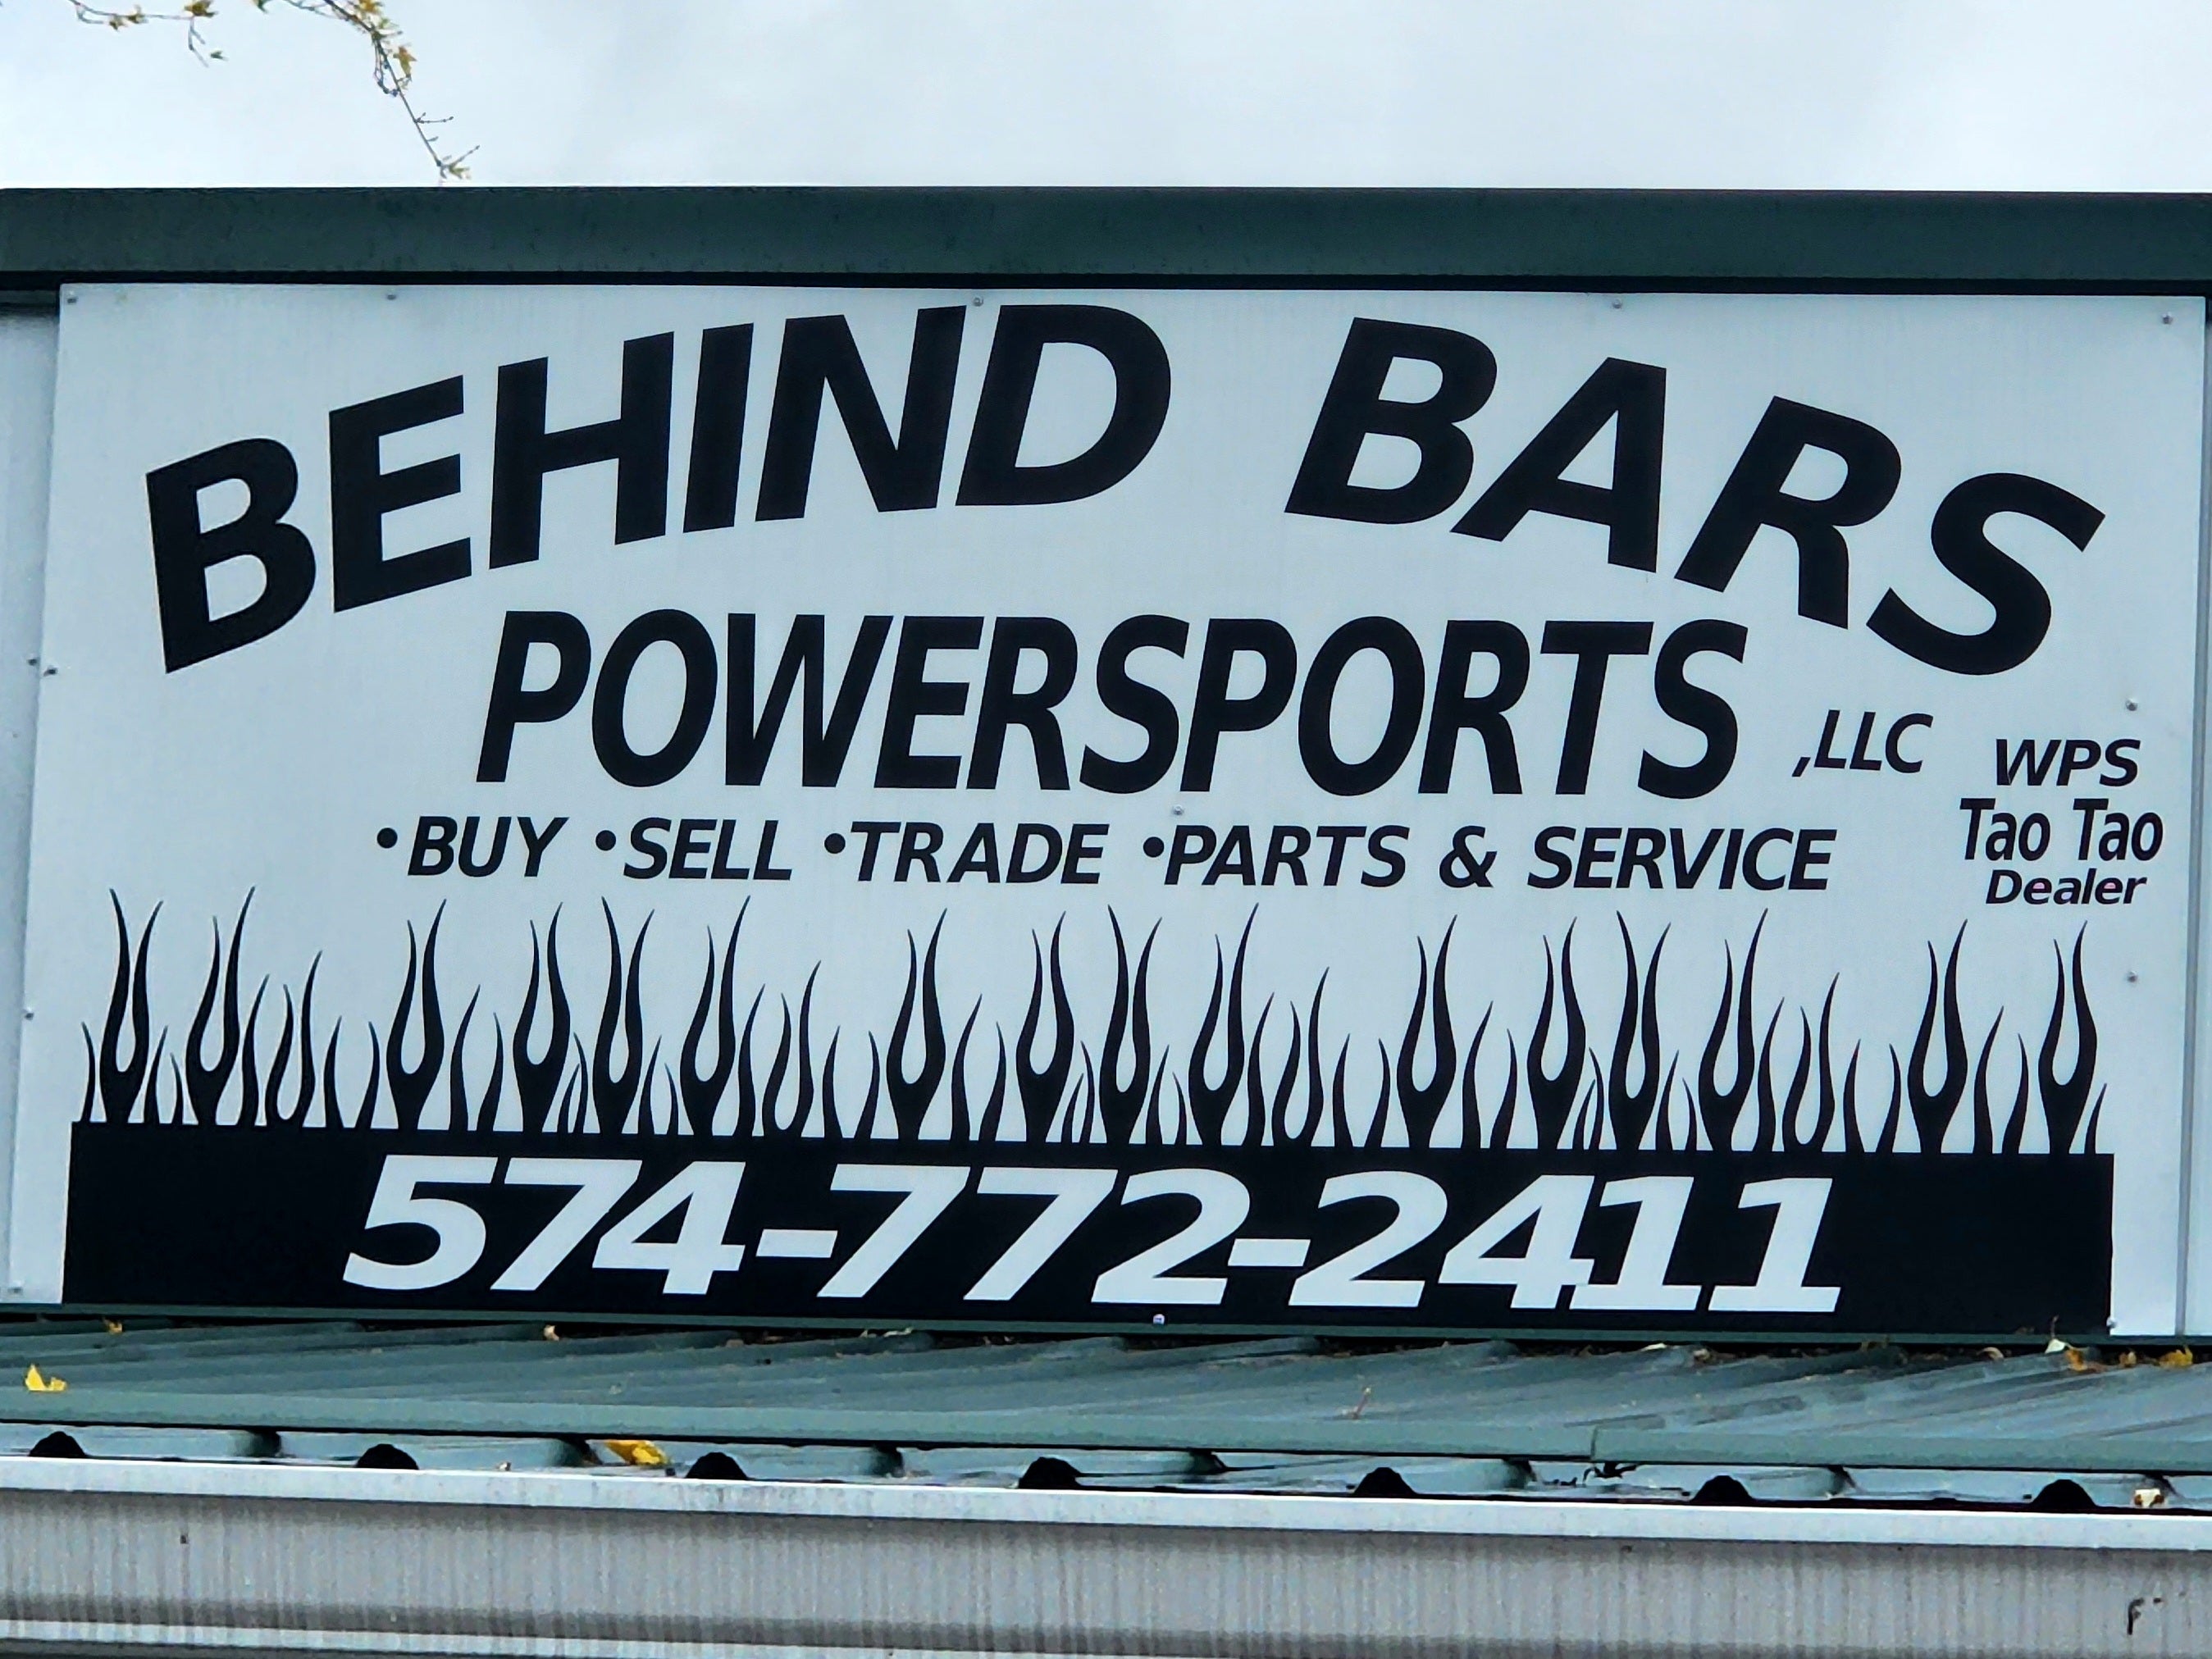 BEHIND BARS
POWERSPORTS ,LLC
•BUY •SELL •TRADE •PARTS & SERVICE
WPS
Tao Tao
Dealer
574-772-2411